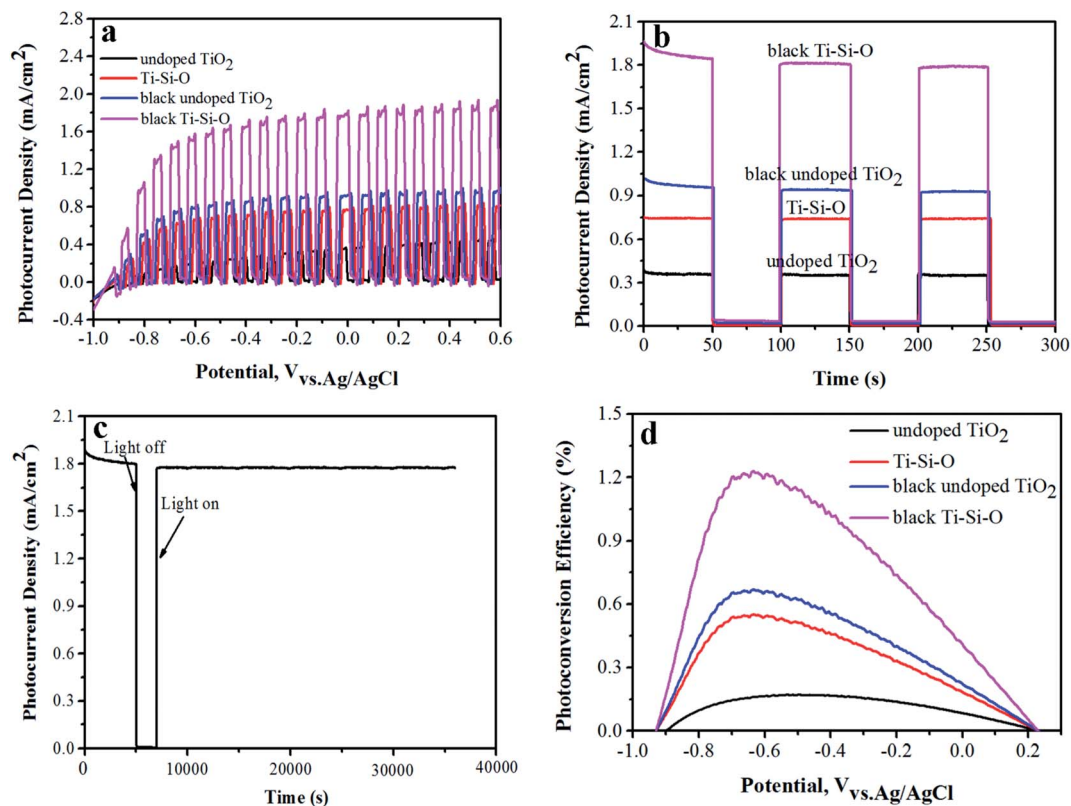 a
undoped TiO2
Ti-Si-O
black undoped TiO2
black Ti-Si-O
2.8
2.4
2.0
1.6
1.2
0.8
0.4
0.0
-0.4
-1.0 -0.8 -0.6 -0.4 -0.2 0.0 0.2 0.4 0.6
Photocurrent Density (mA/cm2)
Potential, Vvs.Ag/AgCl
b
black Ti-Si-O
black undoped TiO2
Ti-Si-O
undoped TiO2
2.1
1.8
1.5
1.2
0.9
0.6
0.3
0.0
0 50 100 150 200 250 300
Photocurrent Density (mA/cm2)
Time (s)
c
Light off
Light on
2.1
1.8
1.5
1.2
0.9
0.6
0.3
0.0
0 10000 20000 30000 40000
Photocurrent Density (mA/cm2)
Time (s)
d
undoped TiO2
Ti-Si-O
black undoped TiO2
black Ti-Si-O
1.5
1.2
0.9
0.6
0.3
0.0
-1.0 -0.8 -0.6 -0.4 -0.2 0.0 0.2
Photoconversion Efficiency (%)
Potential, Vvs.Ag/AgCl